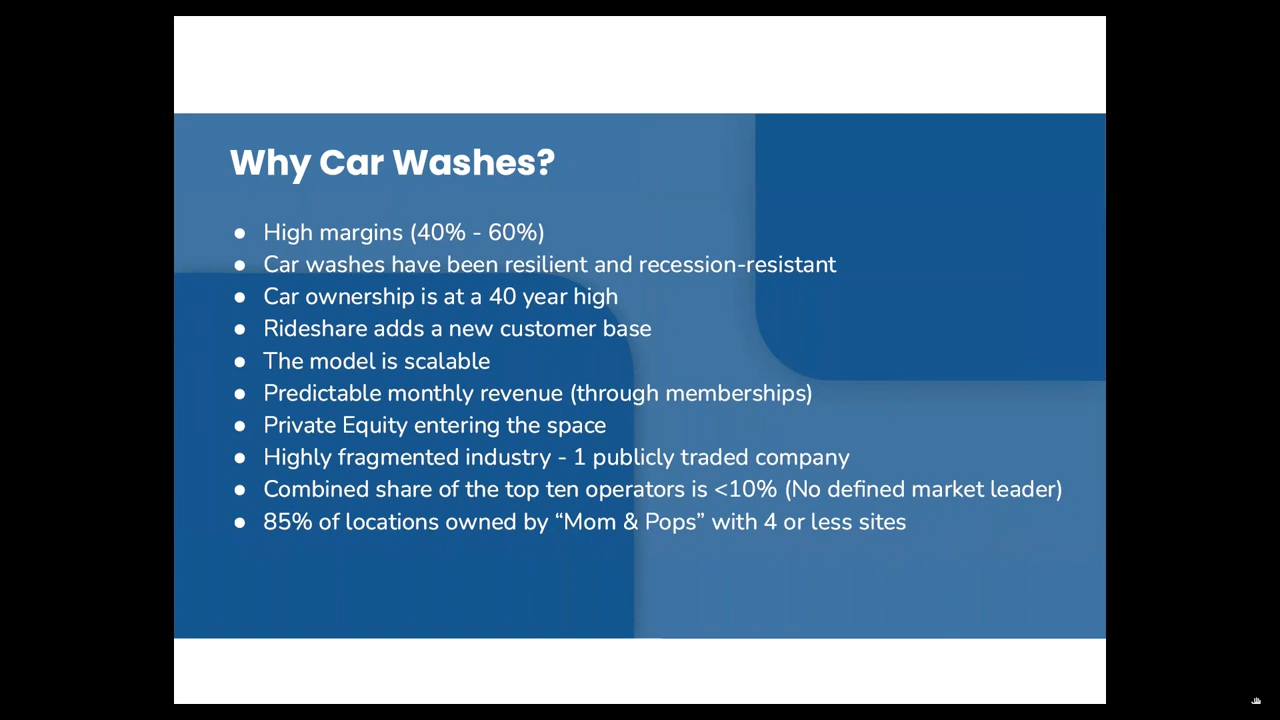 Why Car Washes?
● High margins (40% - 60%)
● Car washes have been resilient and recession-resistant
● Car ownership is at a 40 year high
● Rideshare adds a new customer base
● The model is scalable
● Predictable monthly revenue (through memberships)
● Private Equity entering the space
● Highly fragmented industry - 1 publicly traded company
● Combined share of the top ten operators is <10% (No defined market leader)
● 85% of locations owned by “Mom & Pops” with 4 or less sites